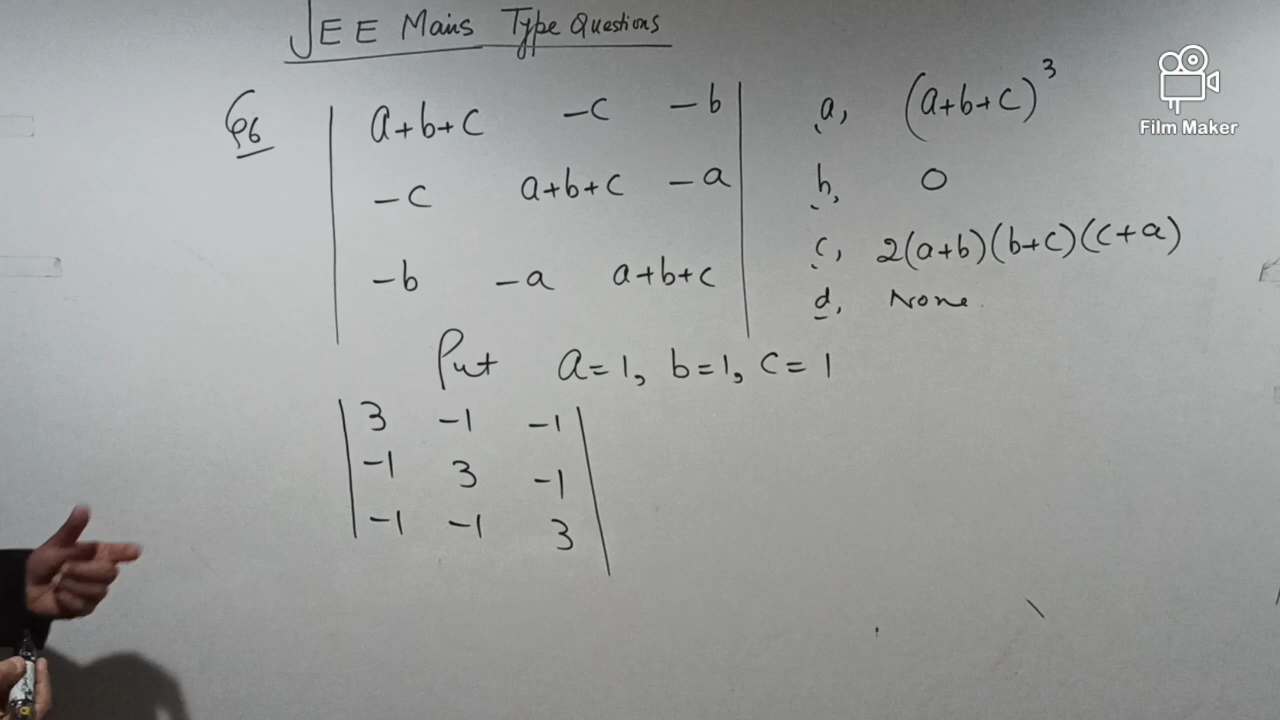 JEE Mains Type Questions
Q6
a+b+c -c -b
-c a+b+c -a
-b -a a+b+c
a, (a+b+c)³
b, 0
c, 2(a+b)(b+c)(c+a)
d, None
Film Maker
Put a=1, b=1, c=1
3 -1 -1
-1 3 -1
-1 -1 3